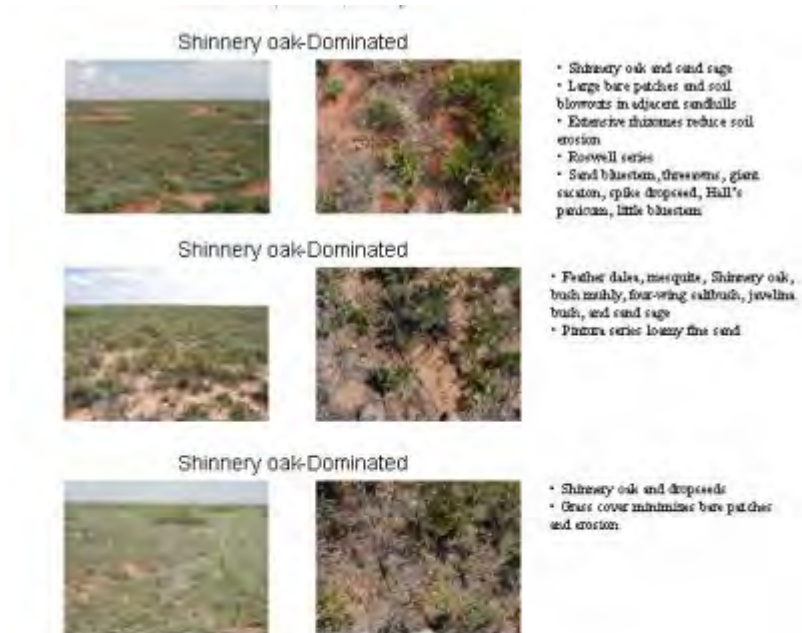 Shinnery oak-Dominated
• Shinnery oak and sand sage
• Large bare patches and soil
blowouts in adjacent sandhills
• Extensive rhizomes reduce soil
erosion
• Roswell series
• Sand bluestem, threeawns, giant
sacaton, spike dropseed, Hall's
panicum, little bluestem
Shinnery oak-Dominated
• Feather dalea, mesquite, Shinnery oak,
bush muhly, four-wing saltbush, javelina
bush, and sand sage
• Pintura series loamy fine sand
Shinnery oak-Dominated
• Shinnery oak and dropseeds
• Grass cover minimizes bare patches
and erosion